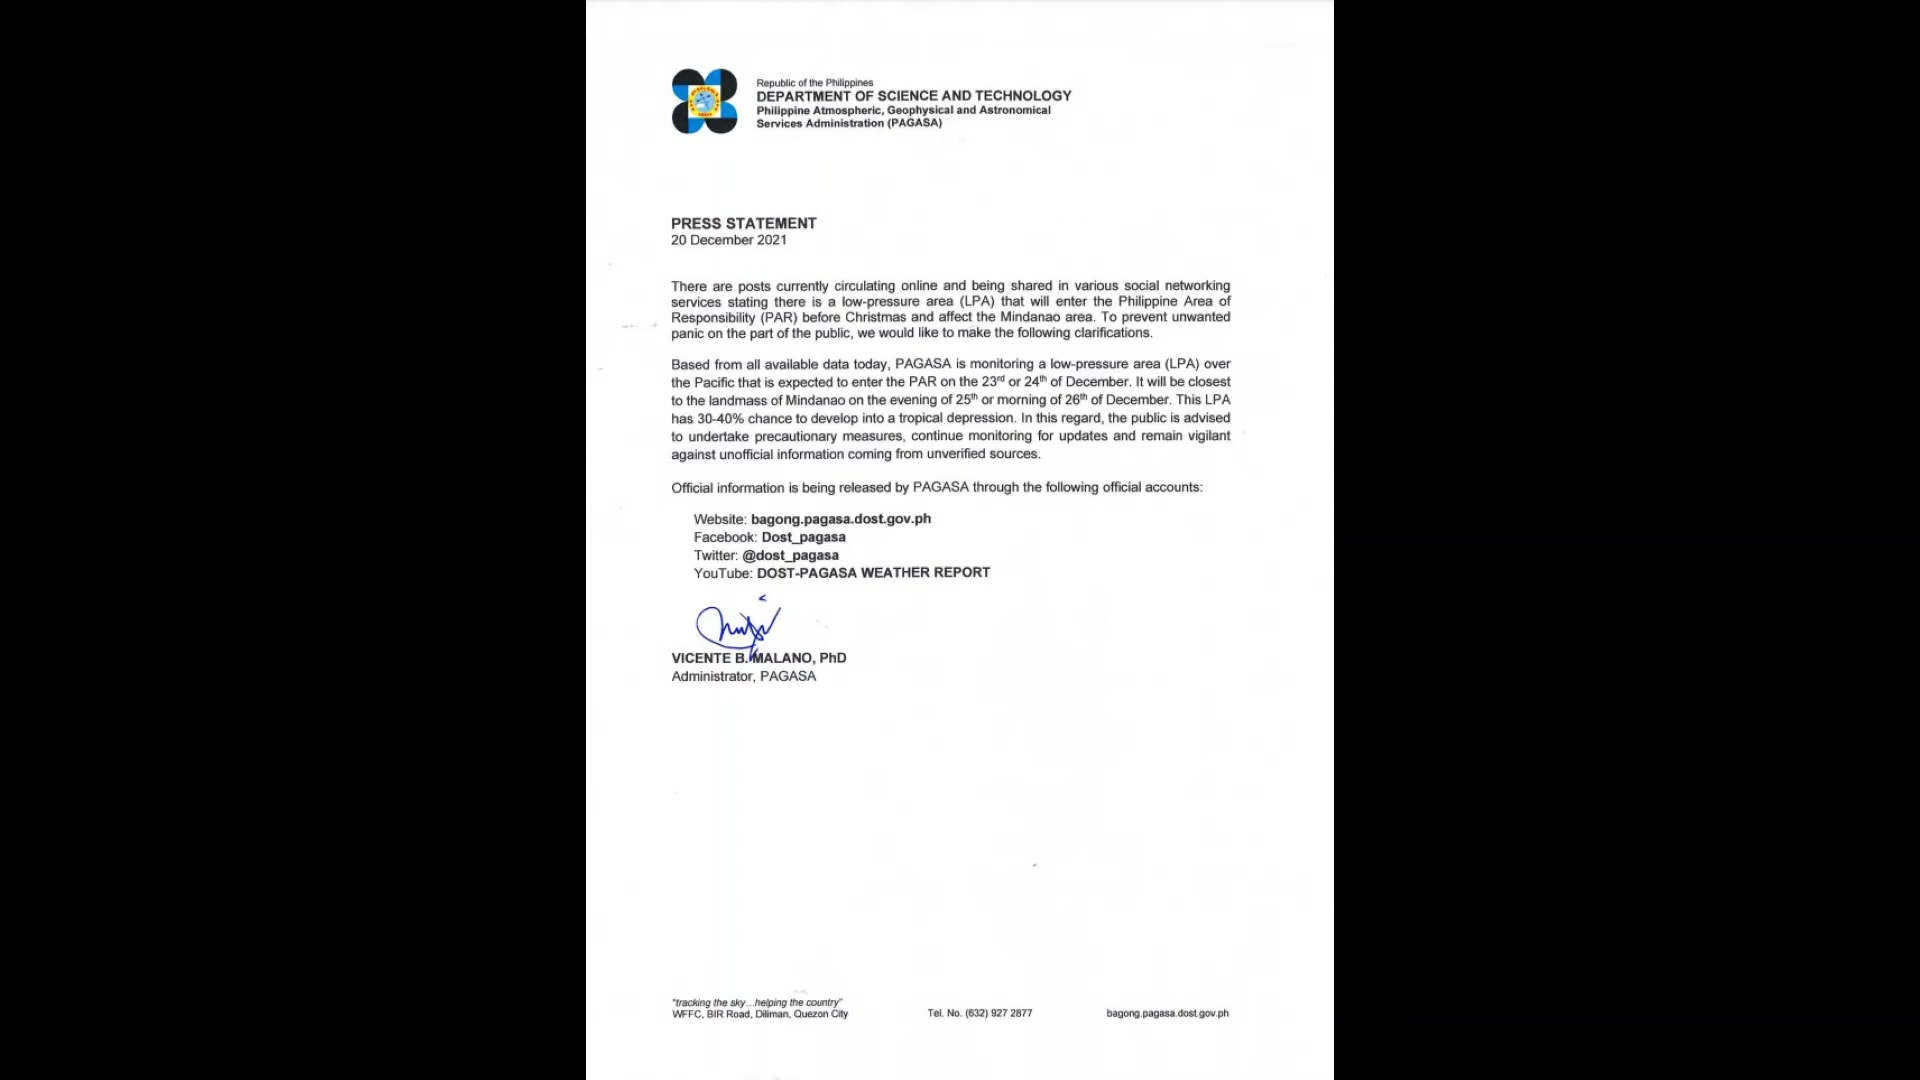 Republic of the Philippines
DEPARTMENT OF SCIENCE AND TECHNOLOGY
Philippine Atmospheric, Geophysical and Astronomical
Services Administration (PAGASA)
PRESS STATEMENT
20 December 2021
There are posts currently circulating online and being shared in various social networking
services stating there is a low-pressure area (LPA) that will enter the Philippine Area of
Responsibility (PAR) before Christmas and affect the Mindanao area. To prevent unwanted
panic on the part of the public, we would like to make the following clarifications.
Based from all available data today, PAGASA is monitoring a low-pressure area (LPA) over
the Pacific that is expected to enter the PAR on the 23rd or 24th of December. It will be closest
to the landmass of Mindanao on the evening of 25th or morning of 26th of December. This LPA
has 30-40% chance to develop into a tropical depression. In this regard, the public is advised
to undertake precautionary measures, continue monitoring for updates and remain vigilant
against unofficial information coming from unverified sources.
Official information is being released by PAGASA through the following official accounts:
Website: bagong.pagasa.dost.gov.ph
Facebook: Dost_pagasa
Twitter: @dost_pagasa
YouTube: DOST-PAGASA WEATHER REPORT
VICENTE B. MALANO, PhD
Administrator, PAGASA
"tracking the sky...helping the country"
WFFC, BIR Road, Diliman, Quezon City
Tel. No. (632) 927 2877
bagong.pagasa.dost.gov.ph